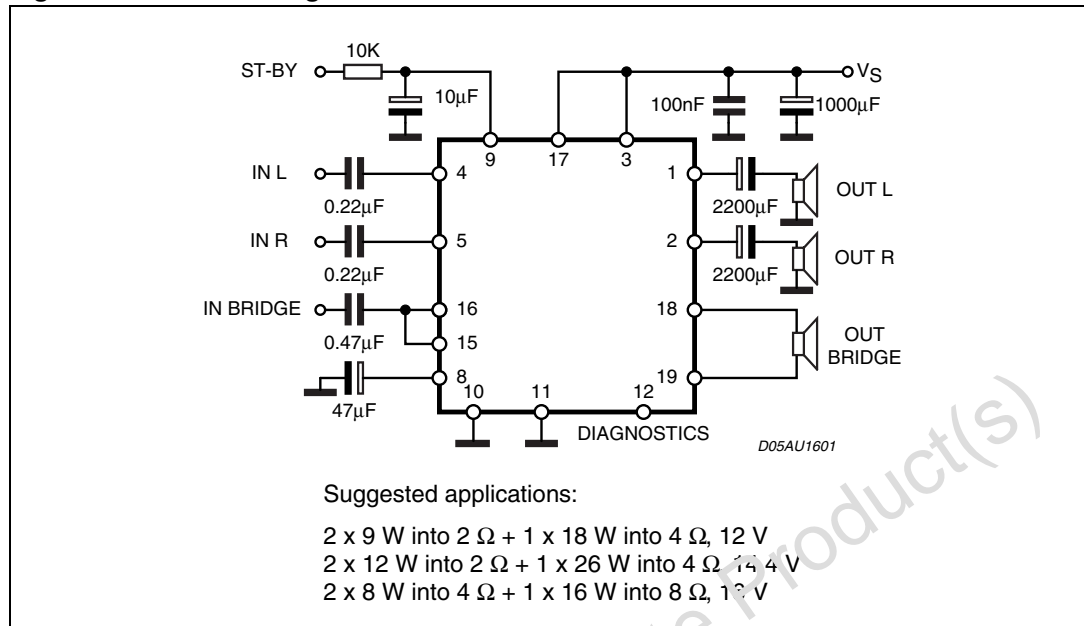 10K
ST-BY
VS
10µF
100nF
1000µF
9 17 3
IN L
4
1
OUT L
0.22µF
2200µF
IN R
5
2
OUT R
0.22µF
2200µF
IN BRIDGE
16
18
0.47µF
15
OUT
BRIDGE
8
19
47µF
10 11 12
DIAGNOSTICS
D05AU1601
Suggested applications:
2 x 9 W into 2 Ω + 1 x 18 W into 4 Ω, 12 V
2 x 12 W into 2 Ω + 1 x 26 W into 4 Ω, 14.4 V
2 x 8 W into 4 Ω + 1 x 16 W into 8 Ω, V
Product(s)